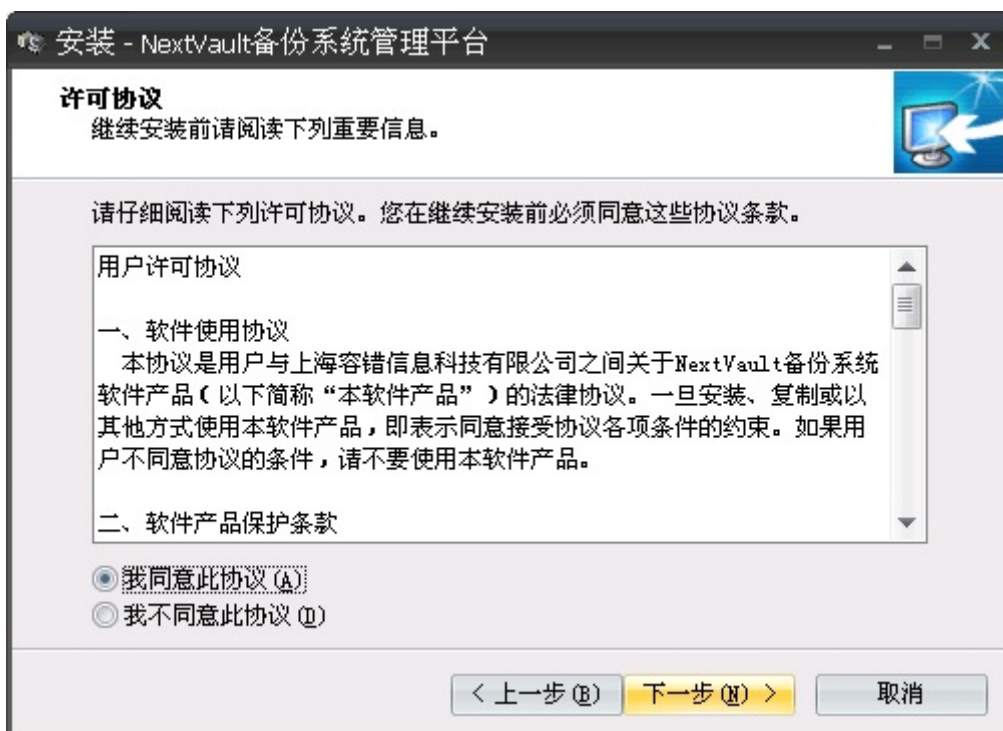 安装 - NextVault备份系统管理平台
许可协议
继续安装前请阅读下列重要信息。
请仔细阅读下列许可协议。您在继续安装前必须同意这些协议条款。
用户许可协议
一、软件使用协议
本协议是用户与上海容错信息科技有限公司之间关于NextVault备份系统
软件产品(以下简称“本软件产品”)的法律协议。一旦安装、复制或以
其他方式使用本软件产品,即表示同意接受协议各项条件的约束。如果用
户不同意协议的条件,请不要使用本软件产品。
二、软件产品保护条款
我同意此协议(A)
我不同意此协议(D)
< 上一步(B) 下一步(N) > 取消